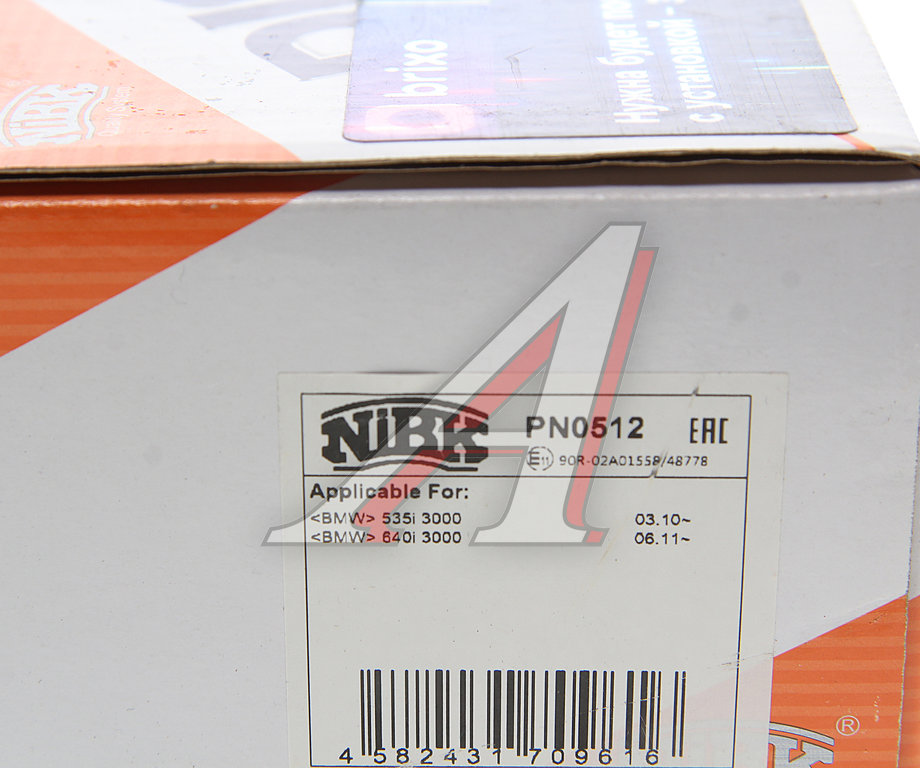 NiBK
brixo
Нужна будет
с установкой -
NiBK PN0512 EAC
E11 90R-02A01558/48778
Applicable For:
<BMW> 535i 3000 03.10~
<BMW> 640i 3000 06.11~
4 582431 709616
®